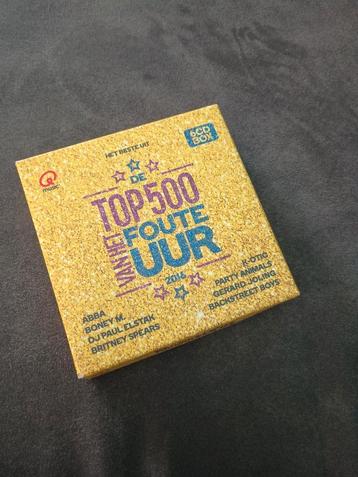 Q
music
HET BESTE UIT
6CD
BOX
DE
TOP 500
VAN HET
FOUTE
UUR
2016
ABBA
BONEY M.
DJ PAUL ELSTAK
BRITNEY SPEARS
K-OTIC
PARTY ANIMALS
GERARD JOLING
BACKSTREET BOYS